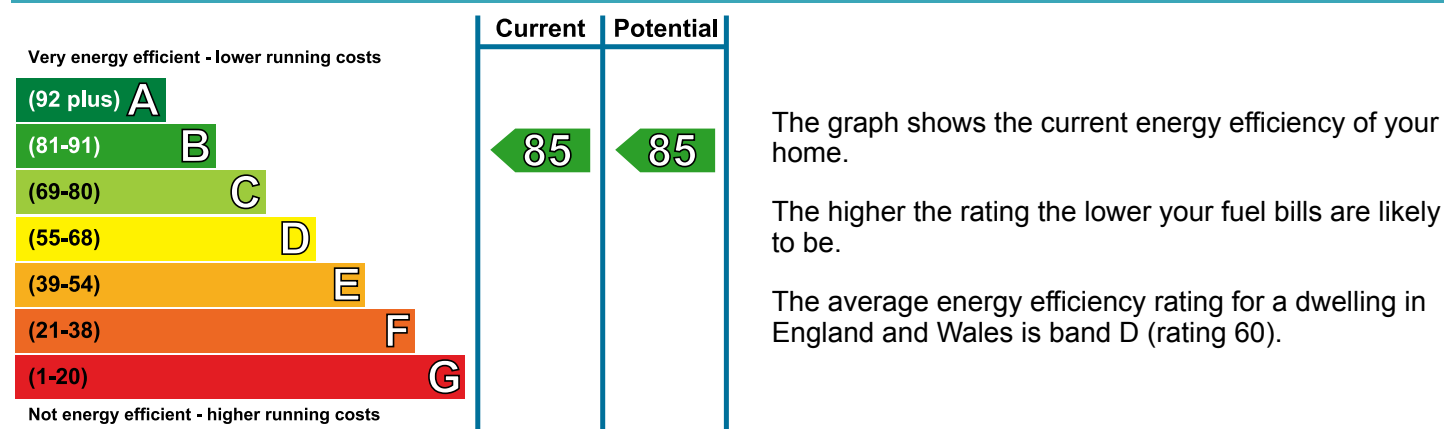 Current Potential
Very energy efficient - lower running costs
(92 plus) A
(81-91) B
85 85
(69-80) C
(55-68) D
(39-54) E
(21-38) F
(1-20) G
Not energy efficient - higher running costs
The graph shows the current energy efficiency of your
home.
The higher the rating the lower your fuel bills are likely
to be.
The average energy efficiency rating for a dwelling in
England and Wales is band D (rating 60).